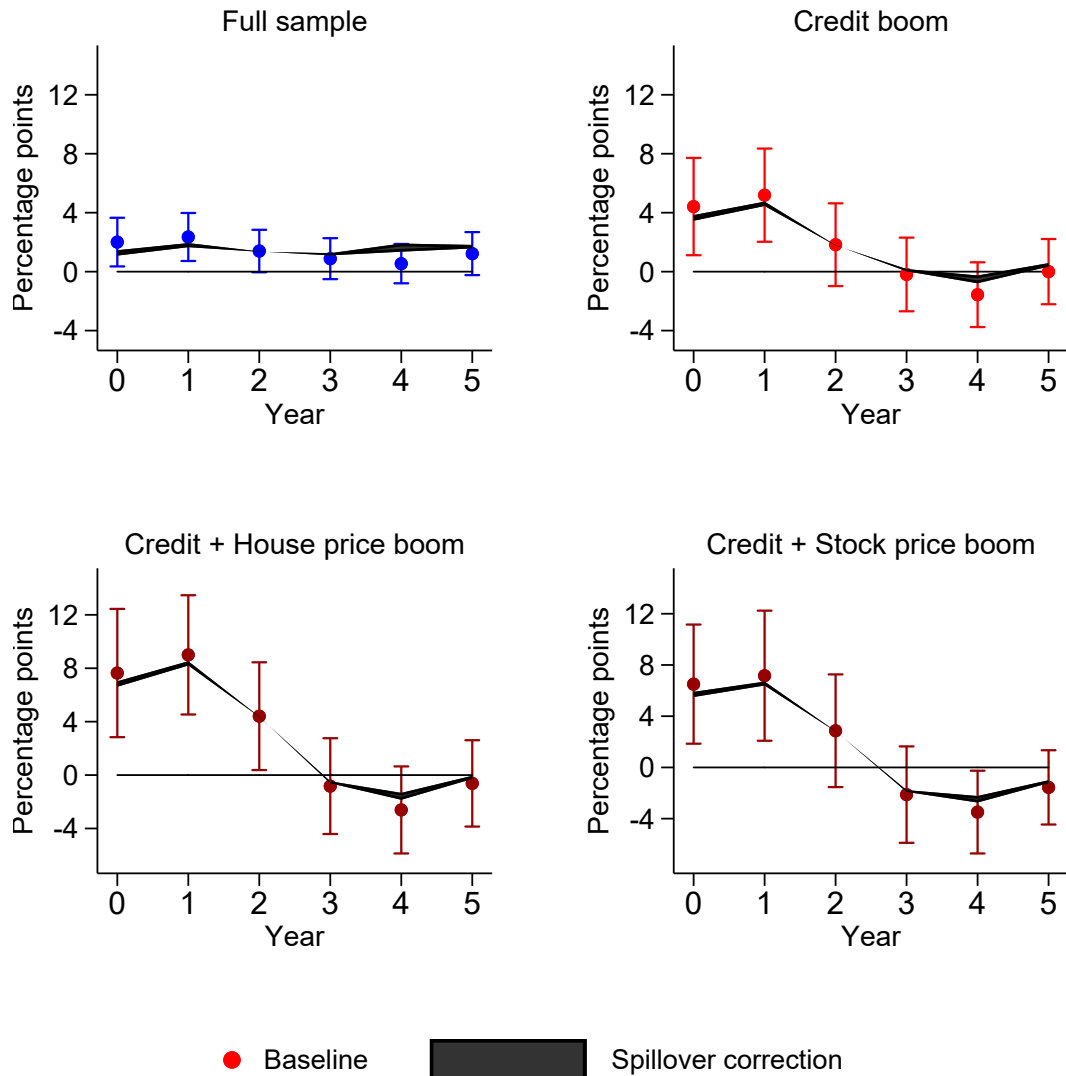 Full sample
Percentage points
12
8
4
0
-4
0 1 2 3 4 5
Year
Credit boom
Percentage points
12
8
4
0
-4
0 1 2 3 4 5
Year
Credit + House price boom
Percentage points
12
8
4
0
-4
0 1 2 3 4 5
Year
Credit + Stock price boom
Percentage points
12
8
4
0
-4
0 1 2 3 4 5
Year
Baseline
Spillover correction